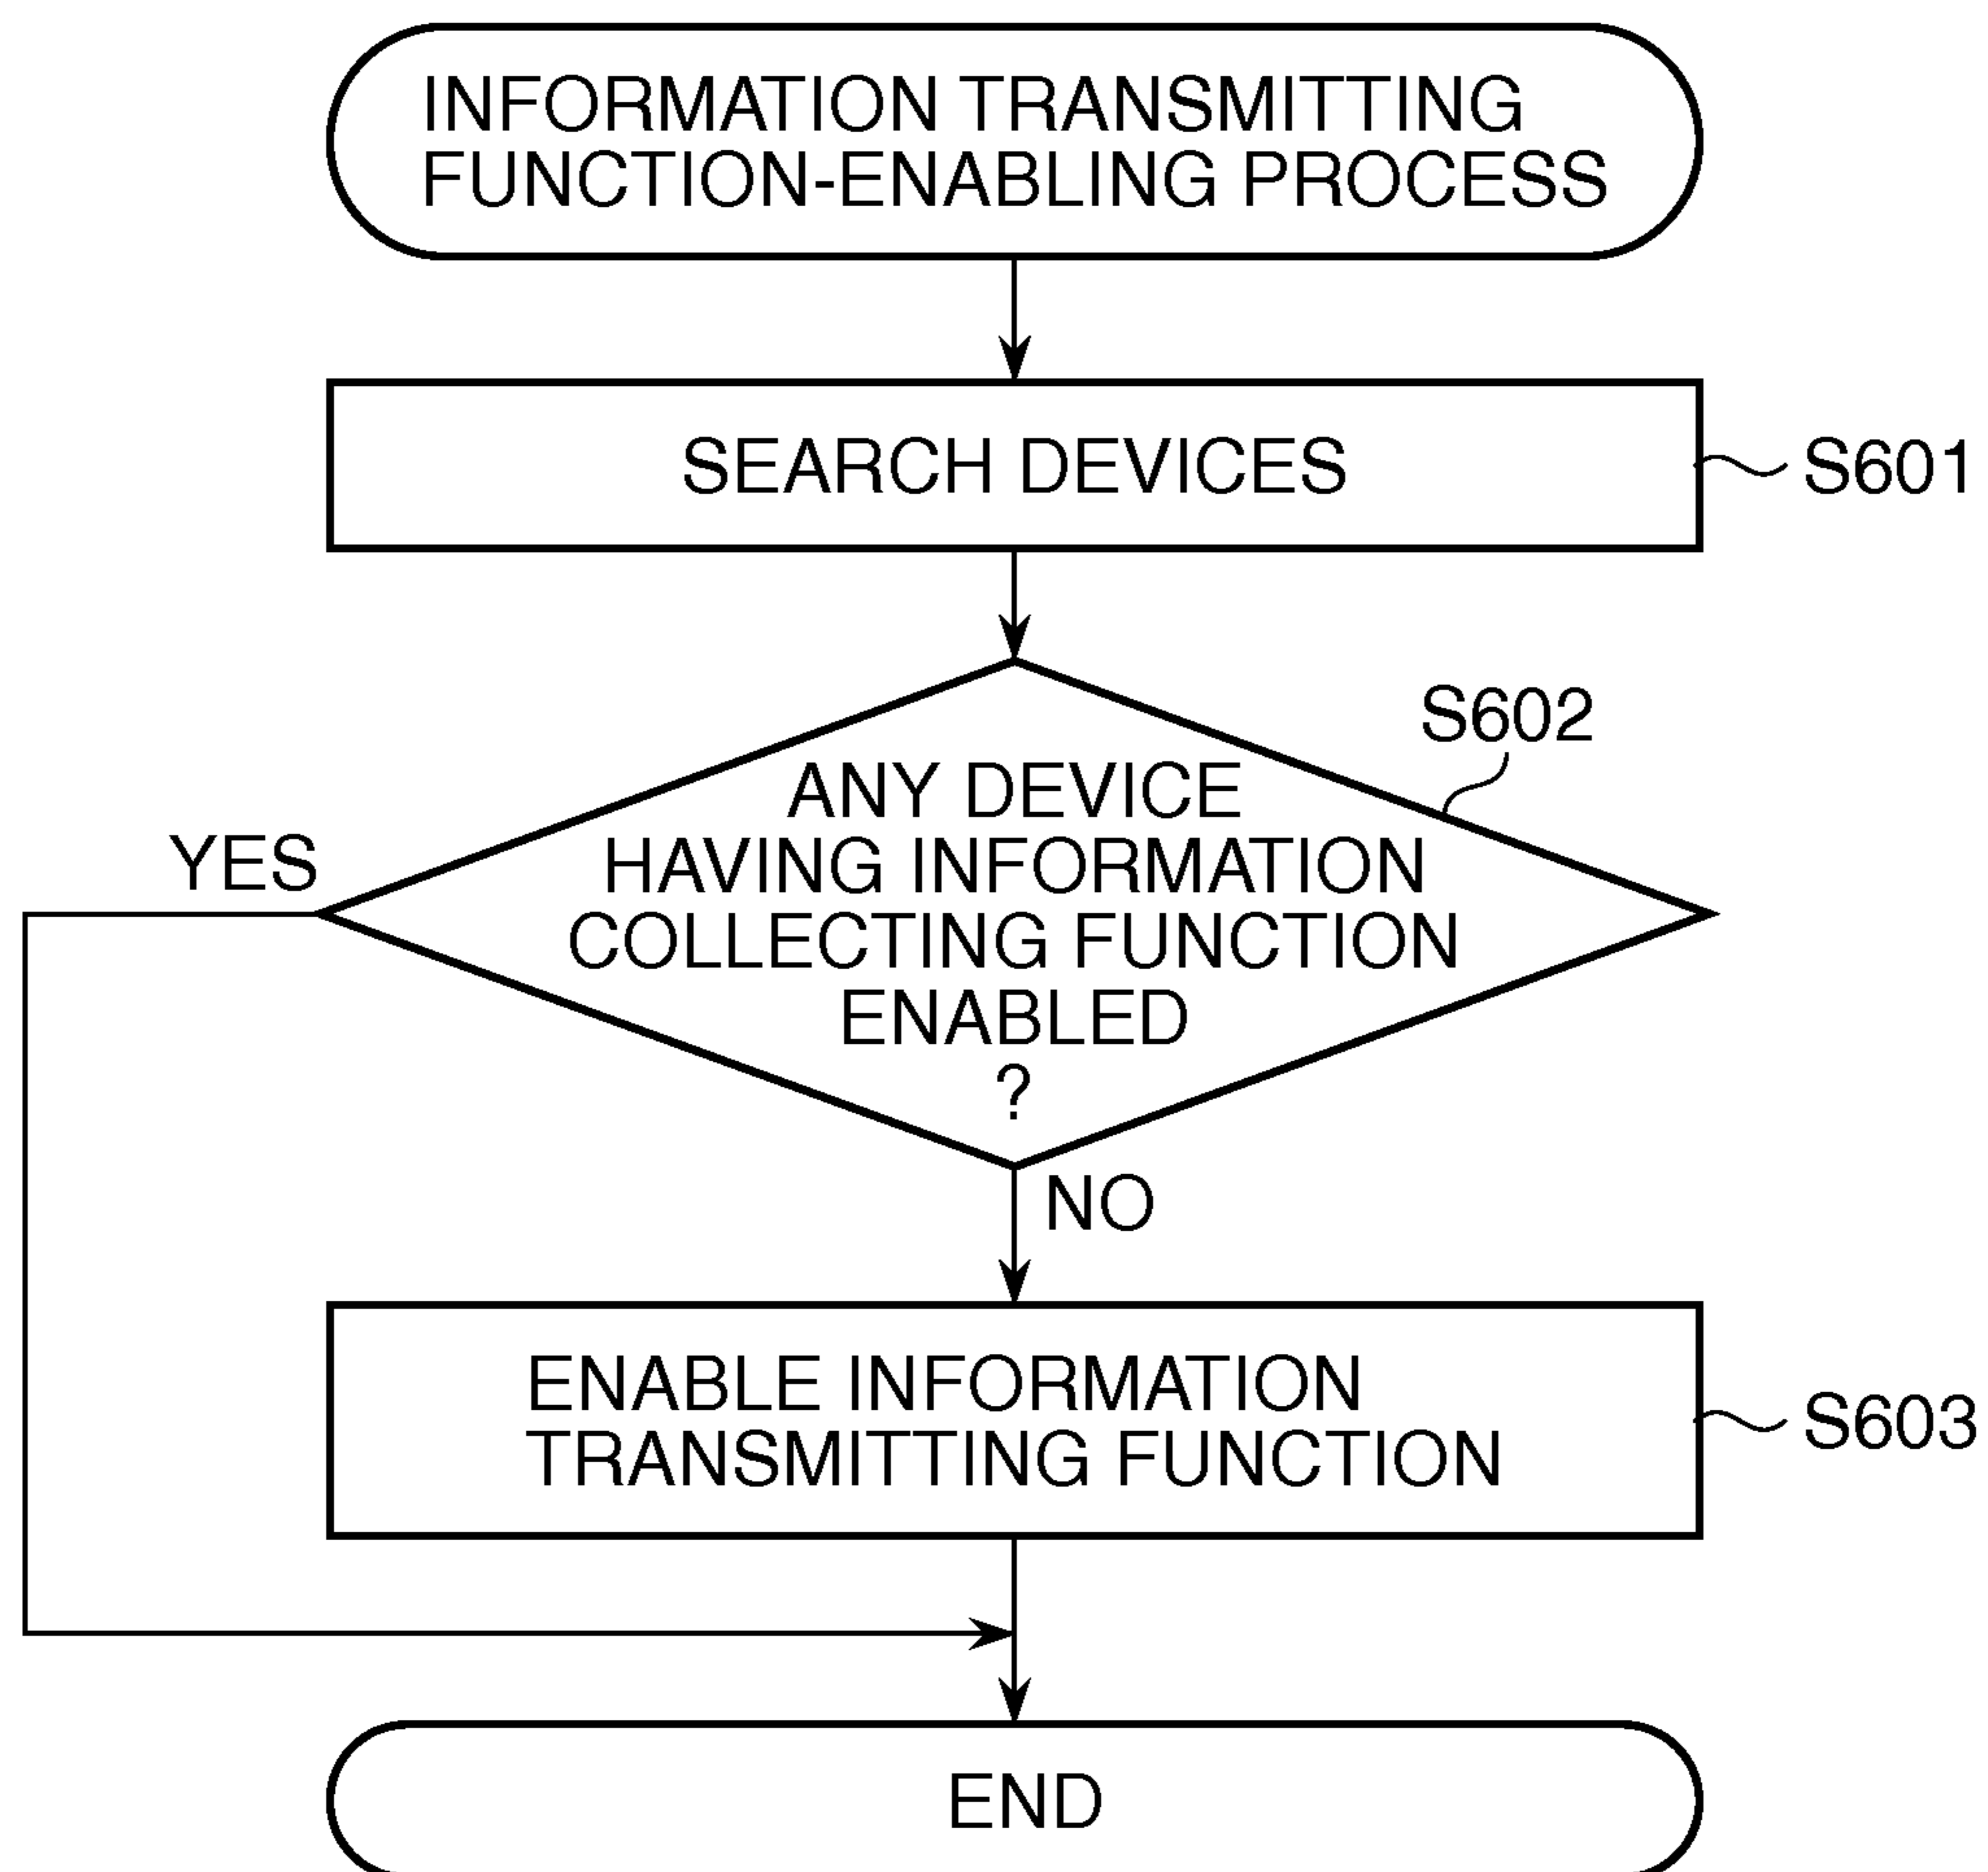 INFORMATION TRANSMITTING
FUNCTION-ENABLING PROCESS
SEARCH DEVICES
S601
S602
ANY DEVICE
HAVING INFORMATION
COLLECTING FUNCTION
ENABLED
?
YES
NO
ENABLE INFORMATION
TRANSMITTING FUNCTION
S603
END